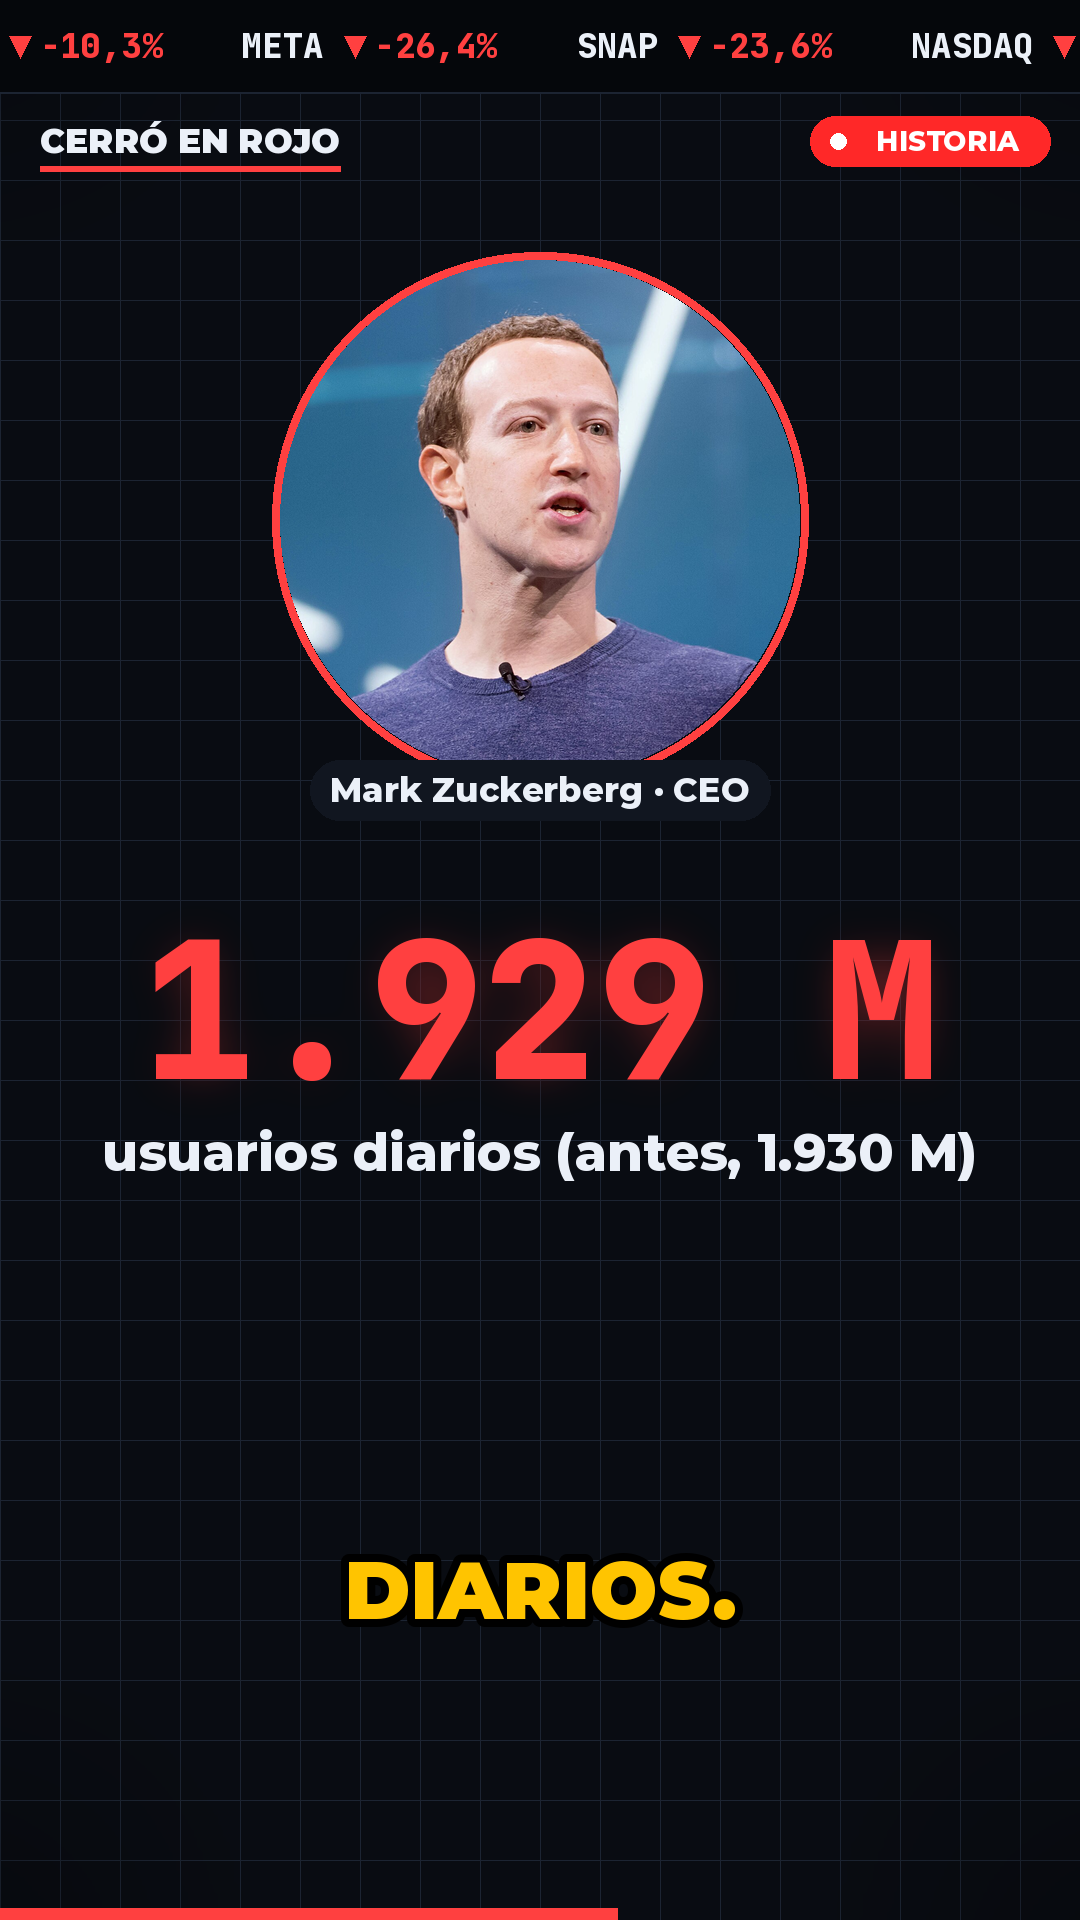 ▼ -10,3% META ▼ -26,4% SNAP ▼ -23,6% NASDAQ ▼
CERRÓ EN ROJO
HISTORIA
Mark Zuckerberg • CEO
1.929 M
usuarios diarios (antes, 1.930 M)
DIARIOS.